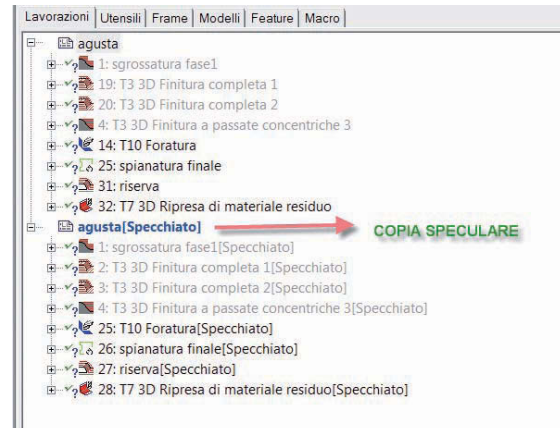 Lavorazioni Utensili Frame Modelli Feature Macro
agusta
1: sgrossatura fase1
19: T3 3D Finitura completa 1
20: T3 3D Finitura completa 2
4: T3 3D Finitura a passate concentriche 3
14: T10 Foratura
25: spianatura finale
31: riserva
32: T7 3D Ripresa di materiale residuo
agusta[Specchiato] COPIA SPECULARE
1: sgrossatura fase1[Specchiato]
2: T3 3D Finitura completa 1[Specchiato]
3: T3 3D Finitura completa 2[Specchiato]
4: T3 3D Finitura a passate concentriche 3[Specchiato]
25: T10 Foratura[Specchiato]
26: spianatura finale[Specchiato]
27: riserva[Specchiato]
28: T7 3D Ripresa di materiale residuo[Specchiato]